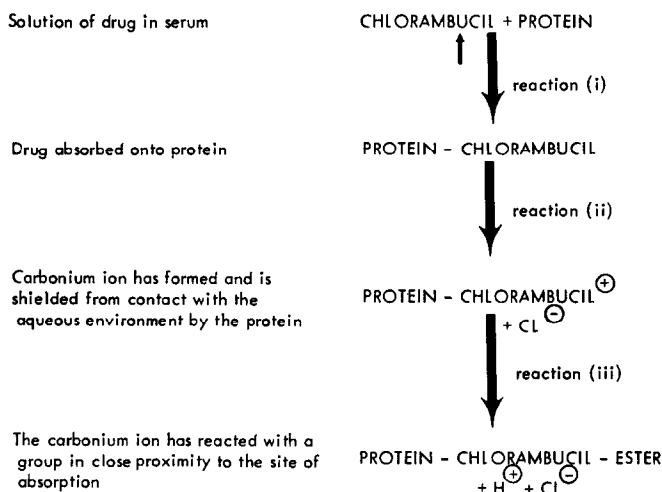 Solution of drug in serum
CHLORAMBUCIL + PROTEIN
reaction (i)
Drug absorbed onto protein
PROTEIN - CHLORAMBUCIL
reaction (ii)
Carbonium ion has formed and is
shielded from contact with the
aqueous environment by the protein
PROTEIN - CHLORAMBUCIL⊕
+ CL⊖
reaction (iii)
The carbonium ion has reacted with a
group in close proximity to the site of
absorption
PROTEIN - CHLORAMBUCIL - ESTER
+ H⊕ + CL⊖